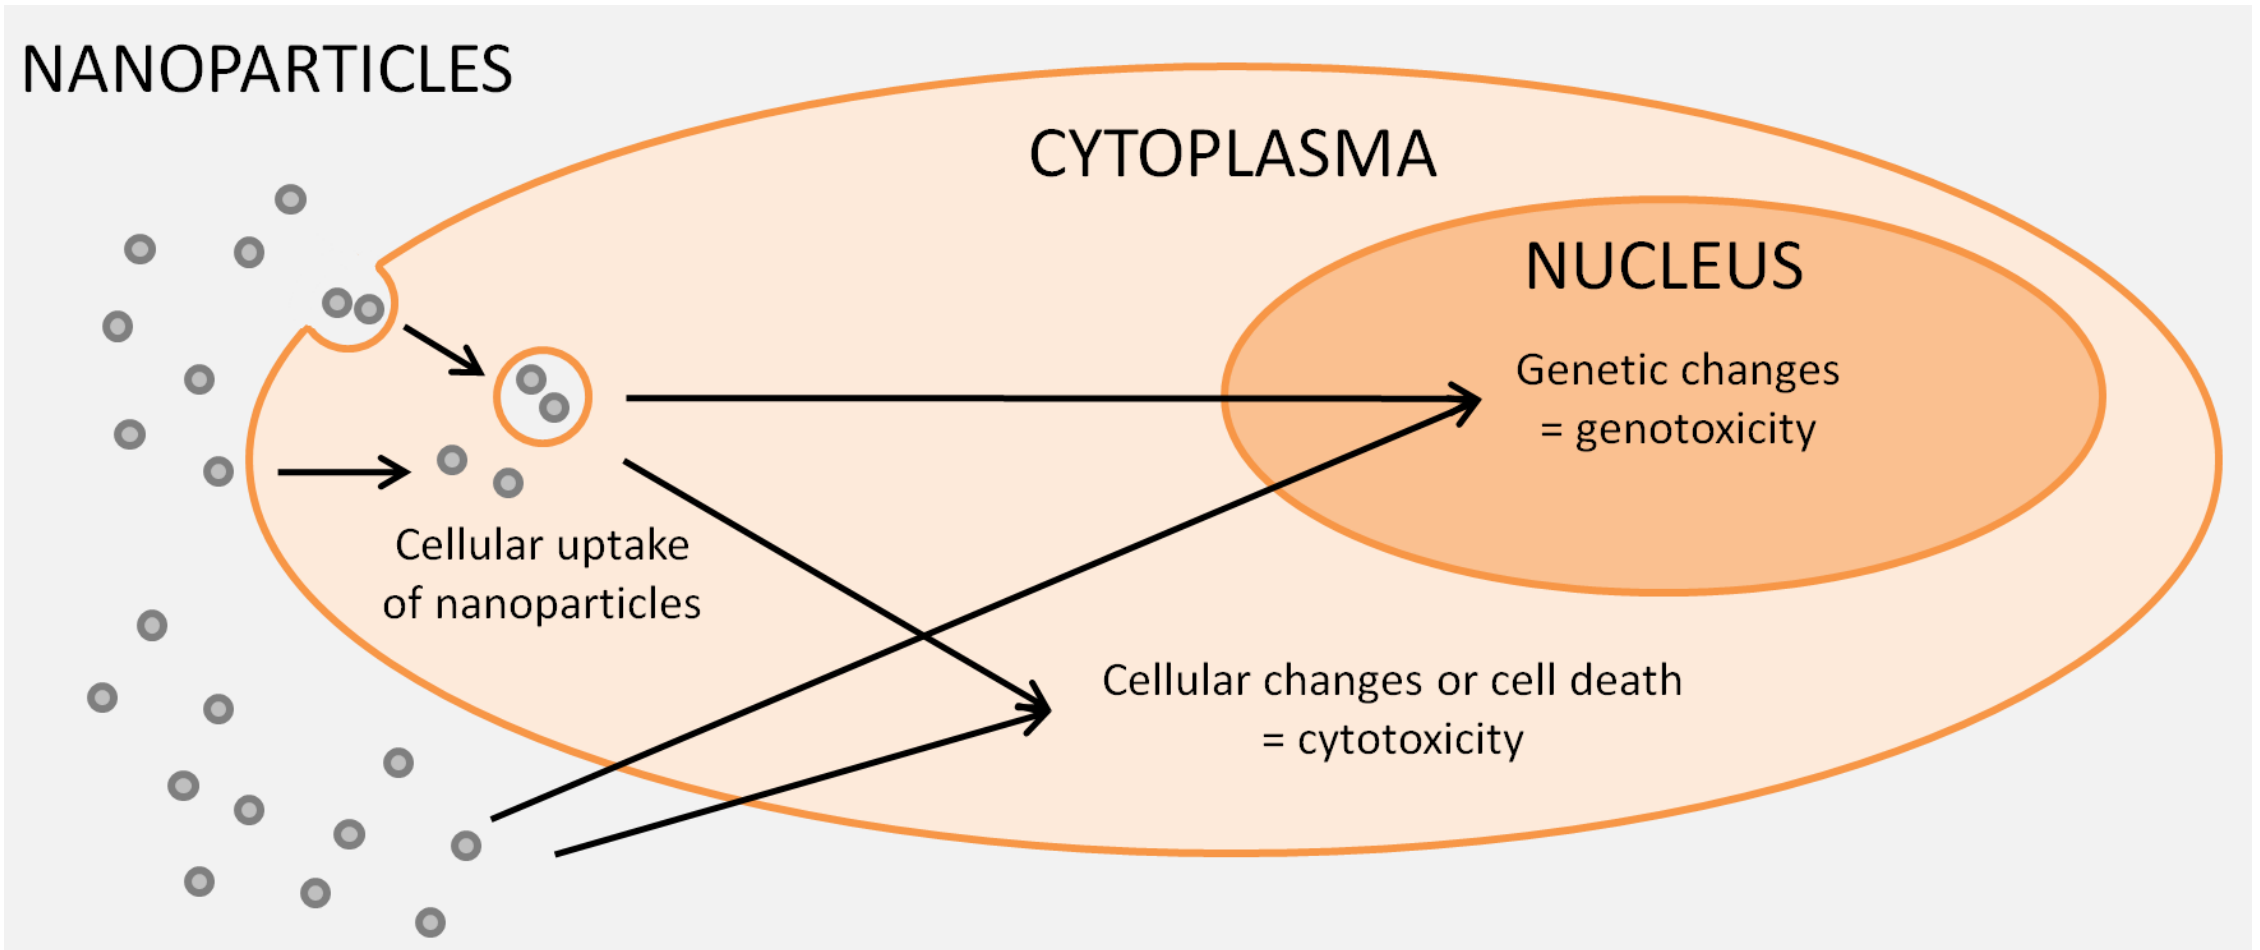 NANOPARTICLES
CYTOPLASMA
NUCLEUS
Genetic changes
= genotoxicity
Cellular uptake
of nanoparticles
Cellular changes or cell death
= cytotoxicity